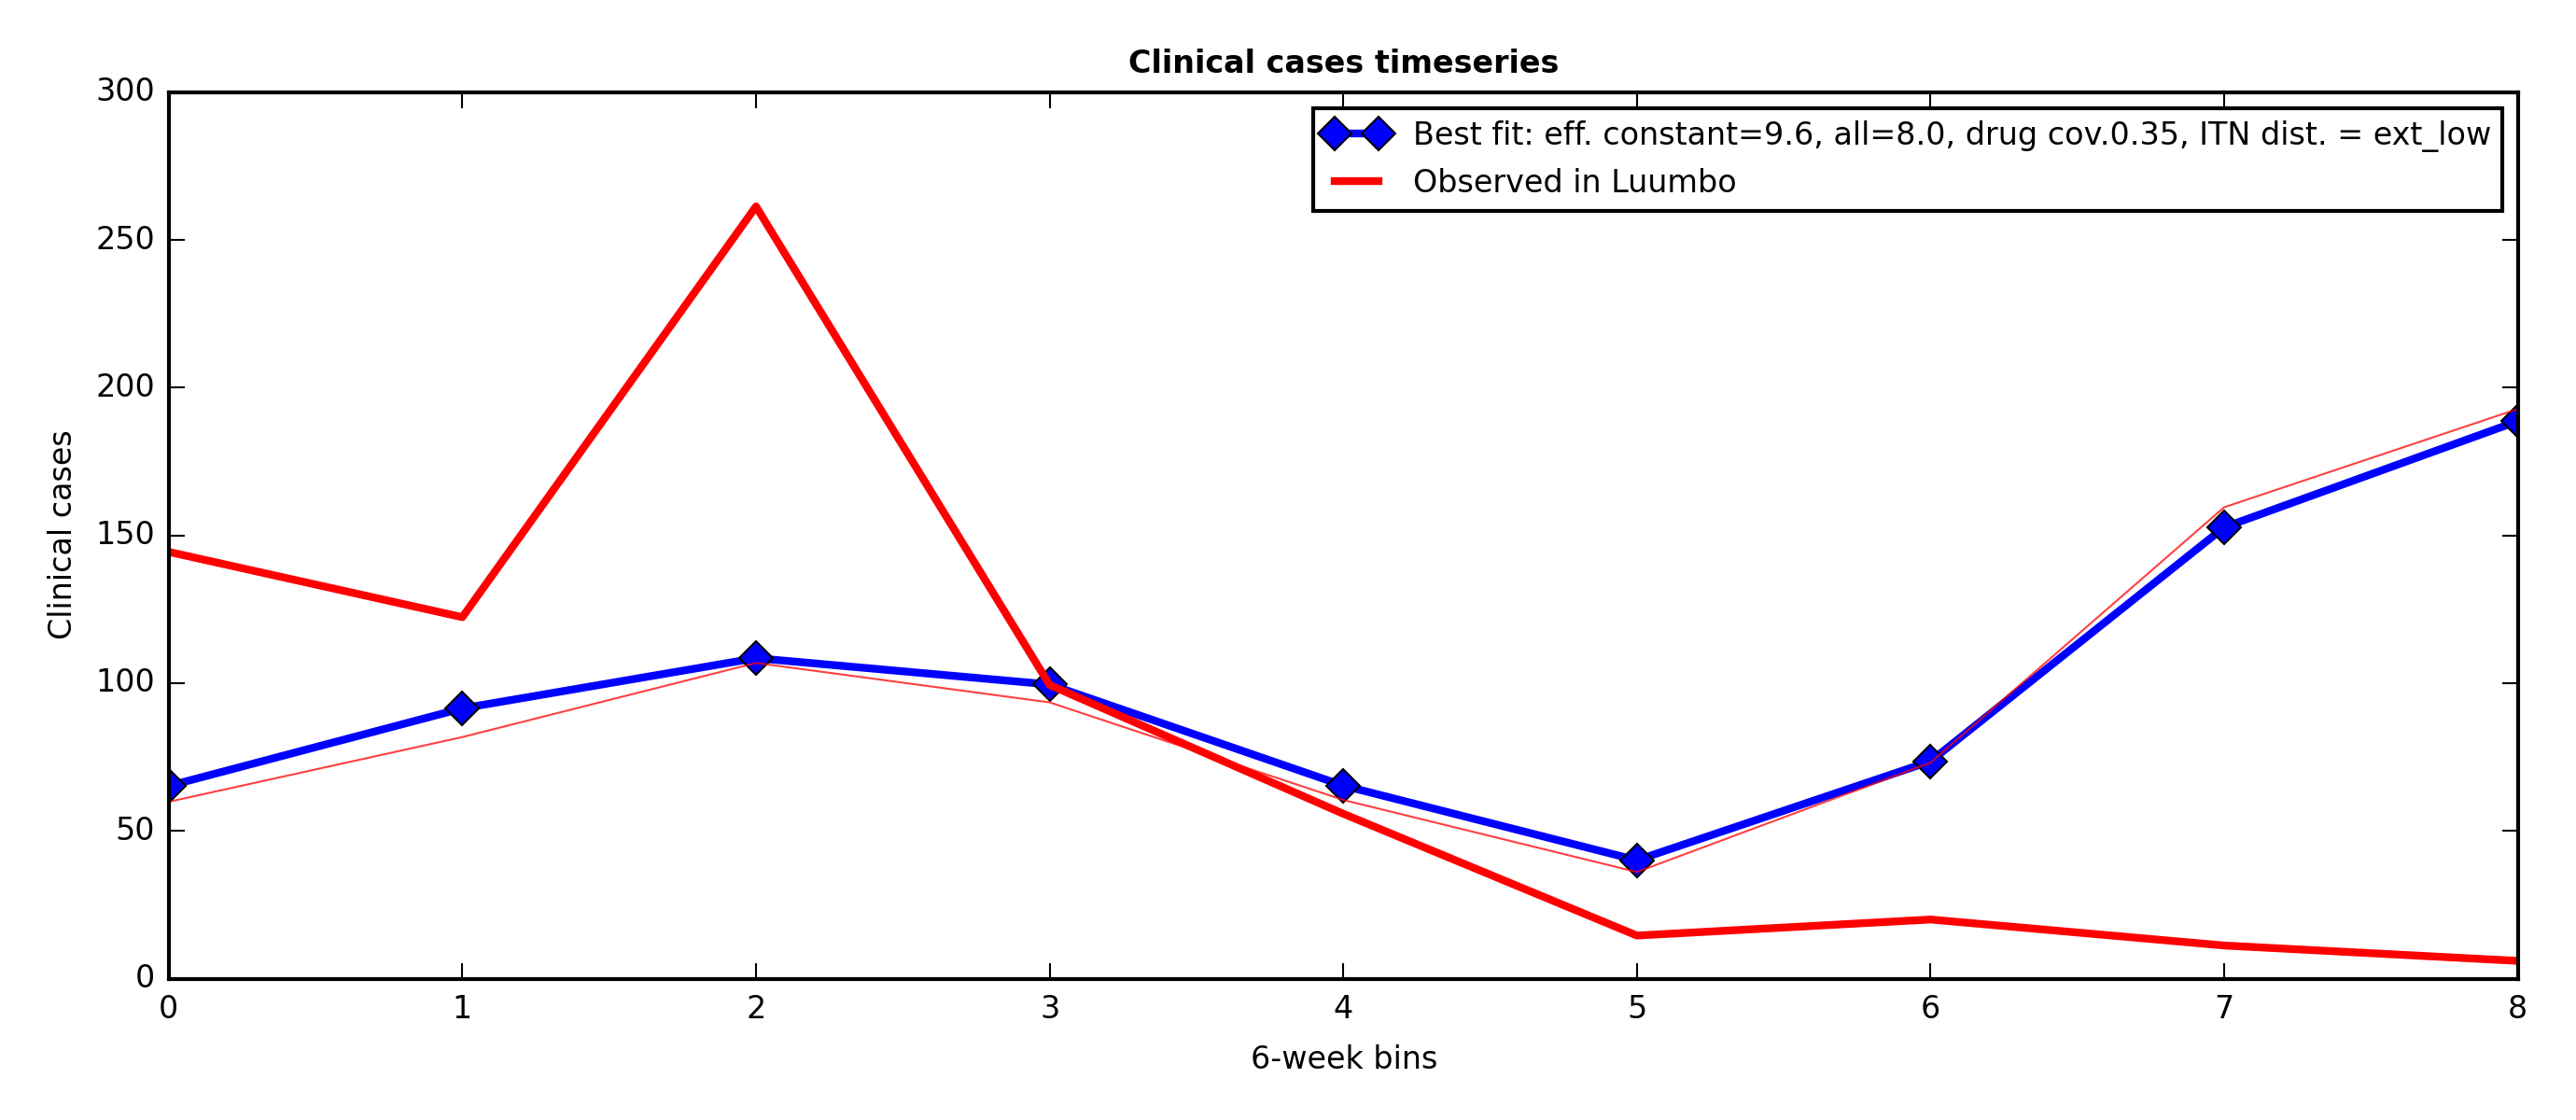 Clinical cases timeseries
300
250
200
150
100
50
0
Clinical cases
Best fit: eff. constant=9.6, all=8.0, drug cov.0.35, ITN dist. = ext_low
Observed in Luumbo
0 1 2 3 4 5 6 7 8
6-week bins